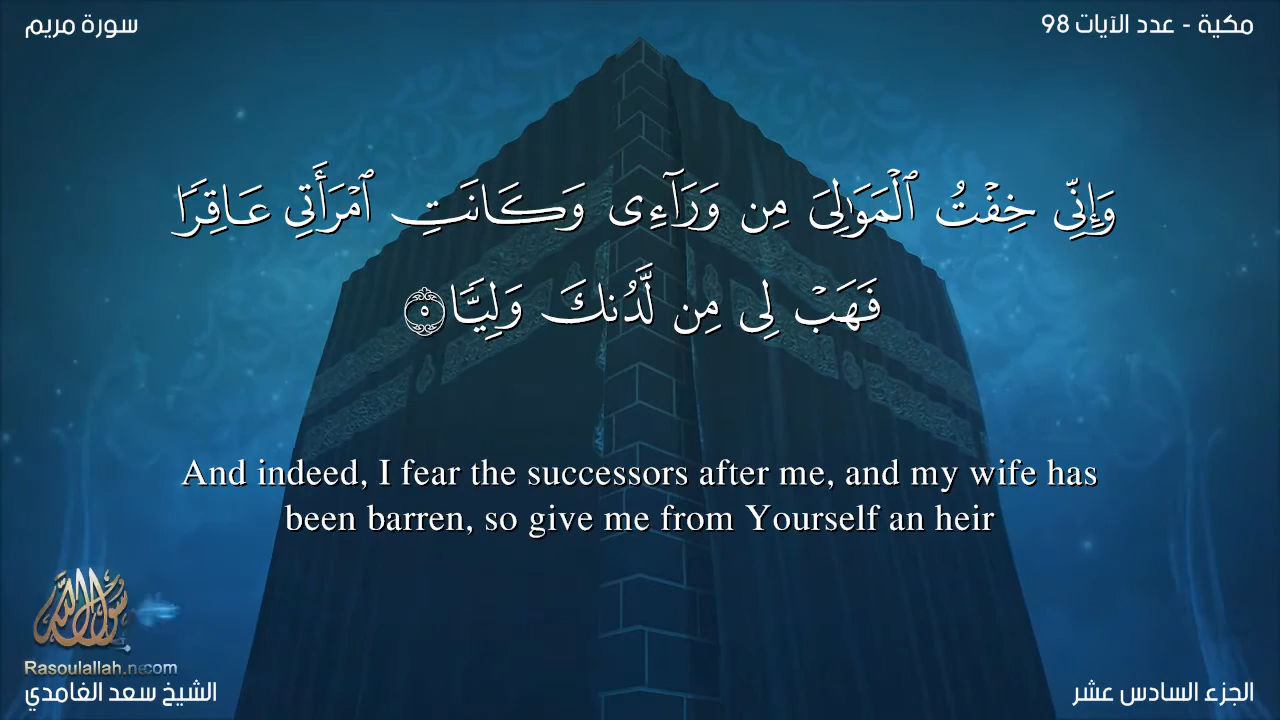 سورة مريم
مكية - عدد الآيات 98
وَإِنِّى خِفْتُ ٱلْمَوَٰلِىَ مِن وَرَآءِى وَكَانَتِ ٱمْرَأَتِى عَاقِرًا
فَهَبْ لِى مِن لَّدُنكَ وَلِيًّا ٥
And indeed, I fear the successors after me, and my wife has
been barren, so give me from Yourself an heir
رسول الله
الشيخ سعد الغامدي
الجزء السادس عشر